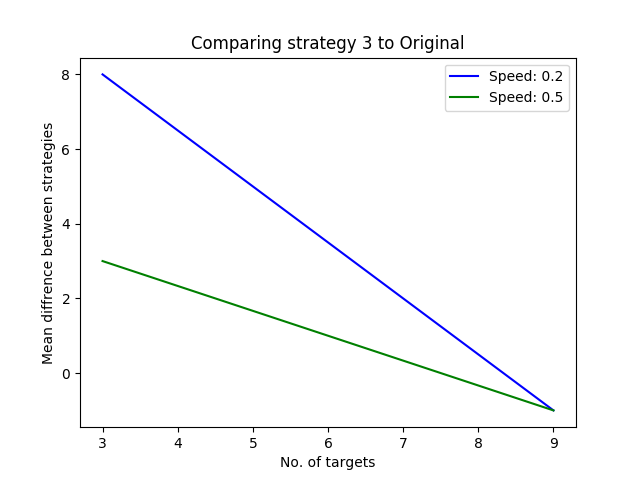 Comparing strategy 3 to Original
Speed: 0.2
Speed: 0.5
Mean diffrence between strategies
8
6
4
2
0
3 4 5 6 7 8 9
No. of targets